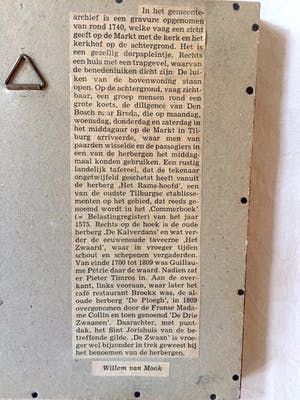 In het gemeente-
archief is een gravure opgenomen
van rond 1740, welke vaag een zicht
geeft op de Markt met de kerk en het
kerkhof op de achtergrond. Het is
een gezellig dorpspleintje. Rechts
een huis met een trapgevel, waarvan
de benedenluiken dicht zijn. De lui-
ken van de bovenwoning staan
open. Op de achtergrond, vaag zicht-
baar, een groep mensen rond een
grote koets, de diligence van Den
Bosch naar Breda, die op maandag,
woensdag, donderdag en zaterdag in
het middaguur op de Markt in Til-
burg arriveerde, waar men van
paarden wisselde en de passagiers in
een van de herbergen het middag-
maal konden gebruiken. Een rustig
landelijk tafereel, dat de tekenaar
ongetwijfeld geschetst heeft vanuit
de herberg ‚Het Rams-hoofd', een
van de oudste Tilburgse etablisse-
menten op het gebied, dat reeds ge-
noemd wordt in het ‚Commerboek'
(= Belastingregister) van het jaar
1575. Rechts op de hoek is de oude
herberg ‚De Kalverdans' en wat ver-
der de eeuwenoude taveerne ‚Het
Zwaard', waar in vroeger tijden
schout en schepenen vergaderden.
Van einde 1700 tot 1809 was Guillau-
me Pétrie daar de waard. Nadien zat
er Pieter Timros in. Aan de over-
kant, links vooraan, waar later het
café restaurant Broekx was, de al-
oude herberg ‚De Ploegh', in 1809
overgenomen door de Franse Mada-
me Collin en toen genoemd ‚De Drie
Zwaanen'. Daarachter, met punt-
dak, het Sint Jorishuis van de be-
treffende gilde. ‚De Zwaan' is vroe-
ger wel bijzonder in trek geweest bij
het benoemen van de herbergen.
Willem van Mook